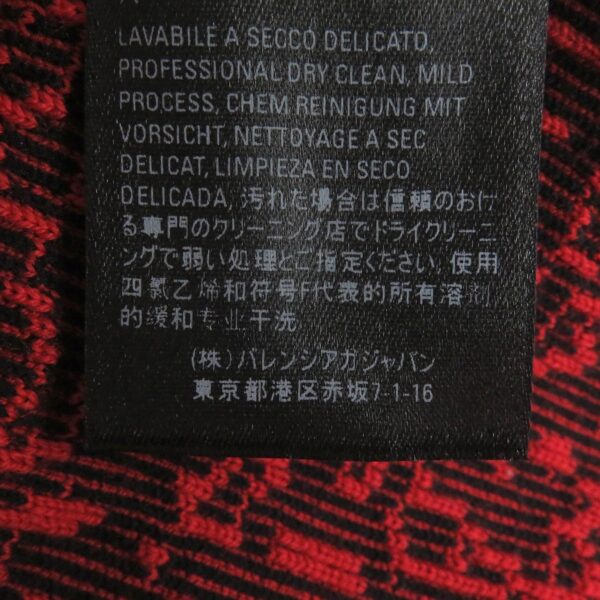 LAVABILE A SECCO DELICATO,
PROFESSIONAL DRY CLEAN, MILD
PROCESS, CHEM REINIGUNG MIT
VORSICHT, NETTOYAGE A SEC
DELICAT, LIMPIEZA EN SECO
DELICADA, 汚れた場合は信頼のおけ
る専門のクリーニング店でドライクリーニ
ングで弱い処理とご指定ください, 使用
四氯乙烯和符号F代表的所有溶剂
的缓和专业干洗
(株) バレンシアガジャパン
東京都港区赤坂7-1-16